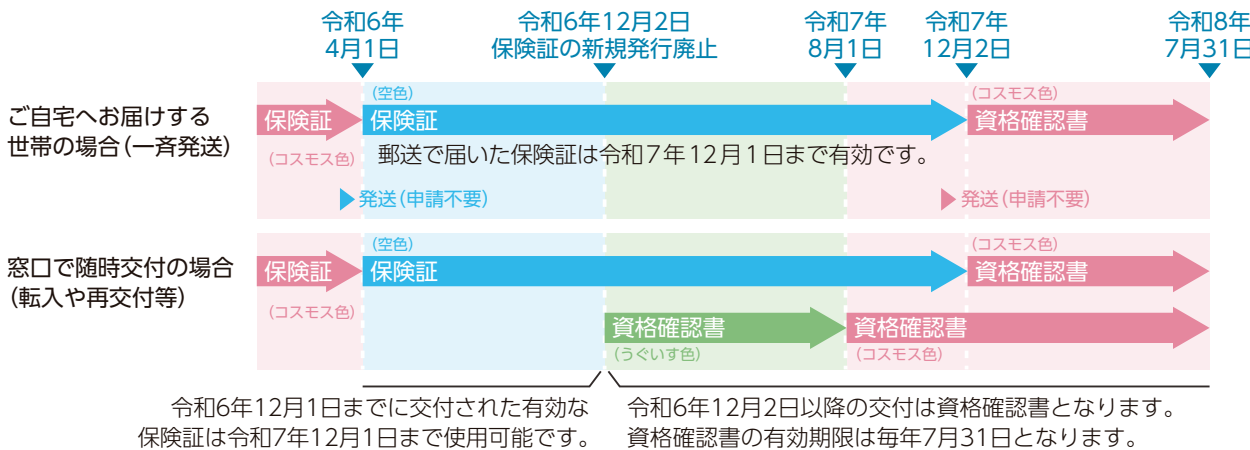 令和6年
4月1日
令和6年12月2日
保険証の新規発行廃止
令和7年
8月1日
令和7年
12月2日
令和8年
7月31日
ご自宅へお届けする
世帯の場合(一斉発送)
保険証
(コスモス色)
(空色)
保険証
(コスモス色)
資格確認書
郵送で届いた保険証は令和7年12月1日まで有効です。
発送(申請不要)
発送(申請不要)
窓口で随時交付の場合
(転入や再交付等)
保険証
(コスモス色)
(空色)
保険証
(コスモス色)
資格確認書
資格確認書
(うぐいす色)
資格確認書
(コスモス色)
令和6年12月1日までに交付された有効な
保険証は令和7年12月1日まで使用可能です。
令和6年12月2日以降の交付は資格確認書となります。
資格確認書の有効期限は毎年7月31日となります。